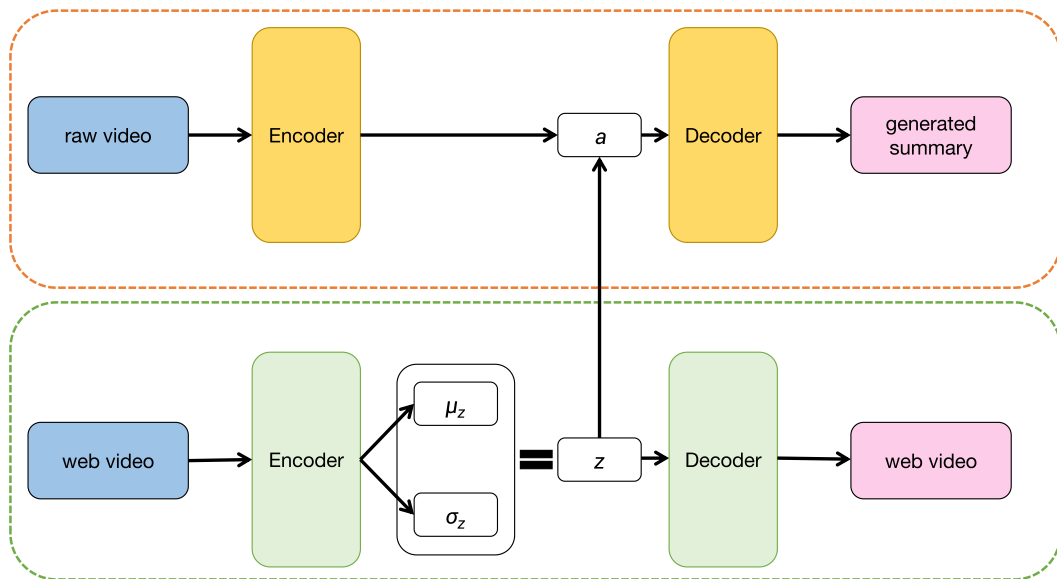 raw video
Encoder
a
Decoder
generated
summary
web video
Encoder
μz
σz
=
z
Decoder
web video